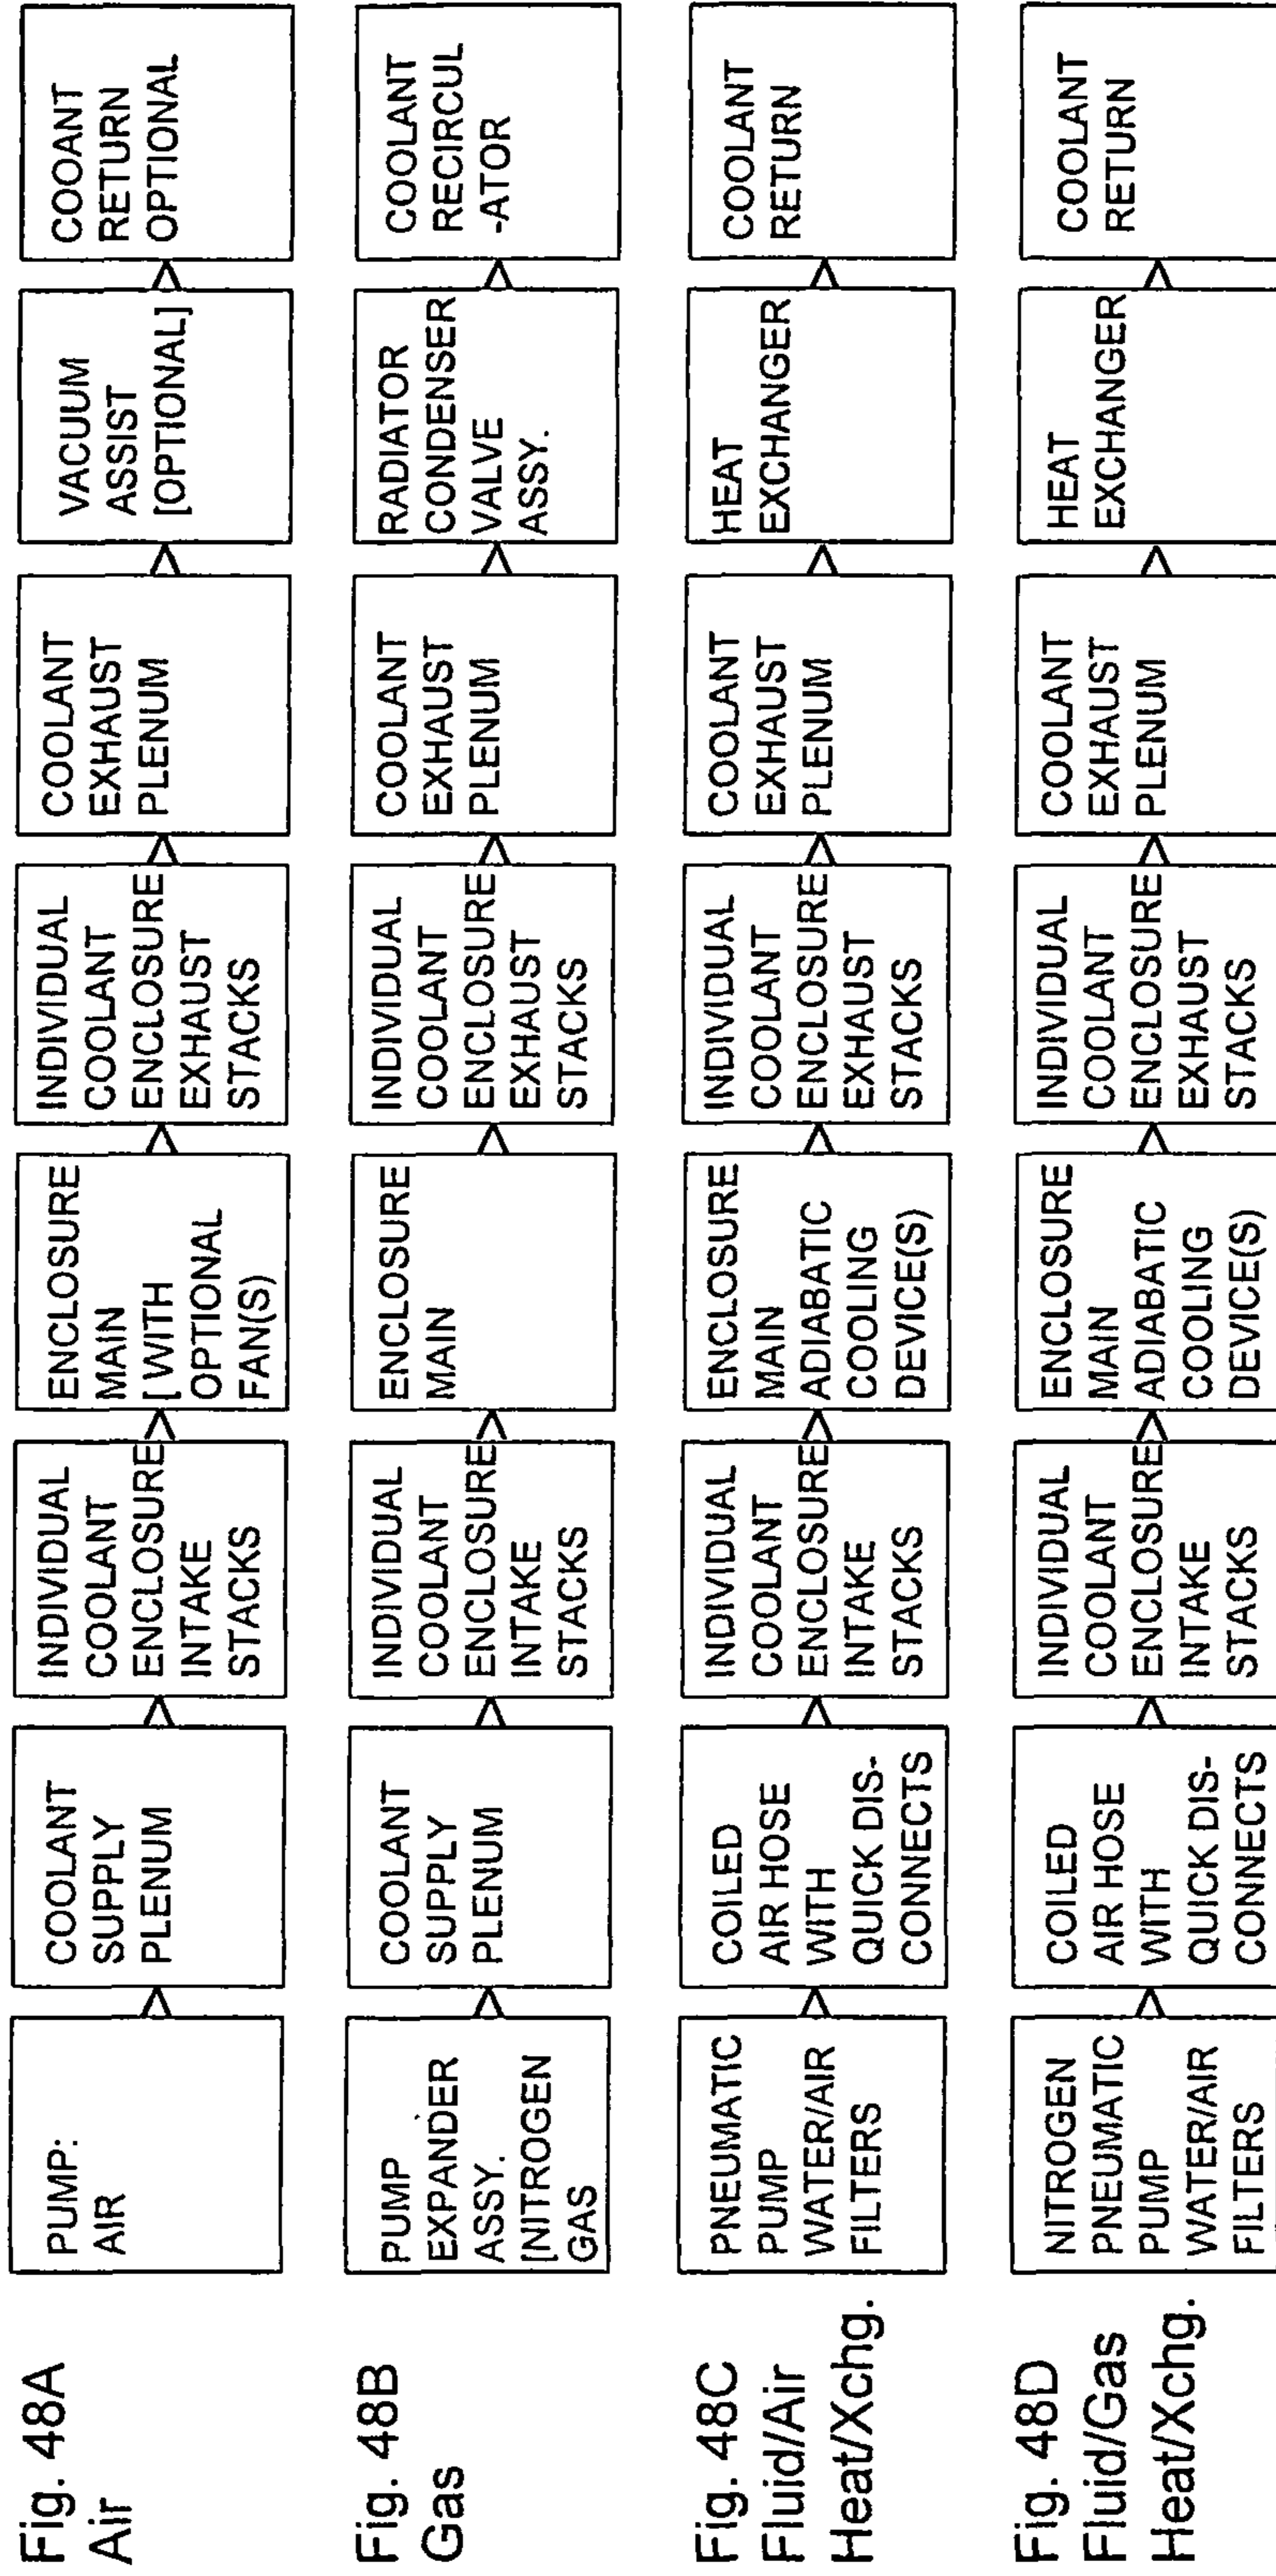 Fig. 48A
Air
PUMP:
AIR
COOLANT
SUPPLY
PLENUM
INDIVIDUAL
COOLANT
ENCLOSURE
INTAKE
STACKS
ENCLOSURE
MAIN
[WITH
OPTIONAL
FAN(S)
INDIVIDUAL
COOLANT
ENCLOSURE
EXHAUST
STACKS
COOLANT
EXHAUST
PLENUM
VACUUM
ASSIST
[OPTIONAL]
COOANT
RETURN
OPTIONAL
Fig. 48B
Gas
PUMP
EXPANDER
ASSY.
[NITROGEN
GAS
COOLANT
SUPPLY
PLENUM
INDIVIDUAL
COOLANT
ENCLOSURE
INTAKE
STACKS
ENCLOSURE
MAIN
INDIVIDUAL
COOLANT
ENCLOSURE
EXHAUST
STACKS
COOLANT
EXHAUST
PLENUM
RADIATOR
CONDENSER
VALVE
ASSY.
COOLANT
RECIRCUL
-ATOR
Fig. 48C
Fluid/Air
Heat/Xchg.
PNEUMATIC
PUMP
WATER/AIR
FILTERS
COILED
AIR HOSE
WITH
QUICK DIS-
CONNECTS
INDIVIDUAL
COOLANT
ENCLOSURE
INTAKE
STACKS
ENCLOSURE
MAIN
ADIABATIC
COOLING
DEVICE(S)
INDIVIDUAL
COOLANT
ENCLOSURE
EXHAUST
STACKS
COOLANT
EXHAUST
PLENUM
HEAT
EXCHANGER
COOLANT
RETURN
Fig. 48D
Fluid/Gas
Heat/Xchg.
NITROGEN
PNEUMATIC
PUMP
WATER/AIR
FILTERS
COILED
AIR HOSE
WITH
QUICK DIS-
CONNECTS
INDIVIDUAL
COOLANT
ENCLOSURE
INTAKE
STACKS
ENCLOSURE
MAIN
ADIABATIC
COOLING
DEVICE(S)
INDIVIDUAL
COOLANT
ENCLOSURE
EXHAUST
STACKS
COOLANT
EXHAUST
PLENUM
HEAT
EXCHANGER
COOLANT
RETURN